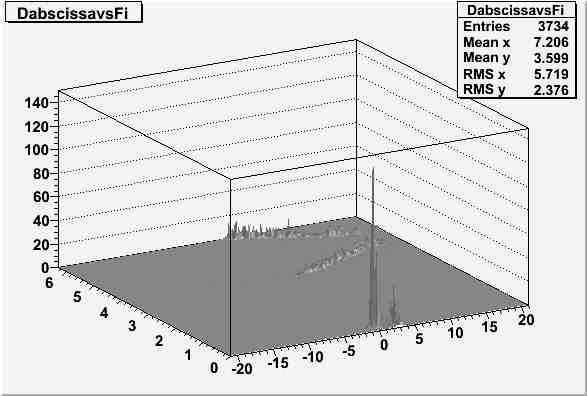 DabscissavsFi
DabscissavsFi
Entries 3734
Mean x 7.206
Mean y 3.599
RMS x 5.719
RMS y 2.376
140
120
100
80
60
40
20
0
6
5
4
3
2
1
0
-20 -15 -10 -5 0 5 10 15 20